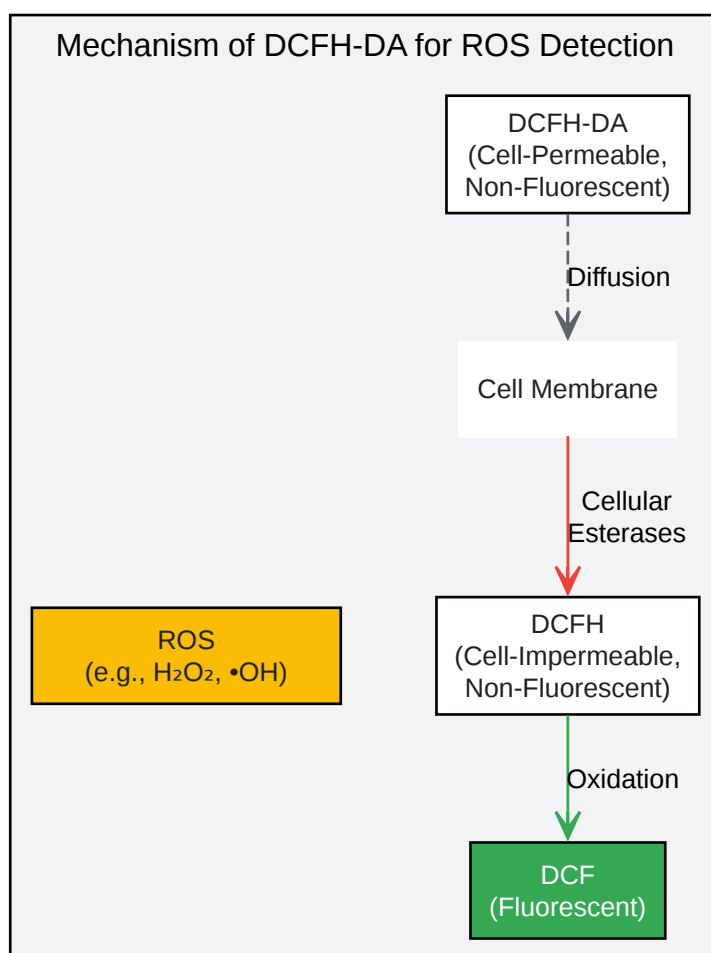 Mechanism of DCFH-DA for ROS Detection
DCFH-DA
(Cell-Permeable,
Non-Fluorescent)
Diffusion
Cell Membrane
Cellular
Esterases
ROS
(e.g., H₂O₂, •OH)
DCFH
(Cell-Impermeable,
Non-Fluorescent)
Oxidation
DCF
(Fluorescent)